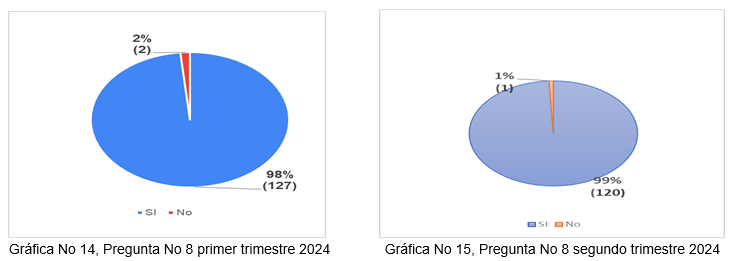 2%
(2)
98%
(127)
SI No
Gráfica No 14, Pregunta No 8 primer trimestre 2024
1%
(1)
99%
(120)
SI No
Gráfica No 15, Pregunta No 8 segundo trimestre 2024